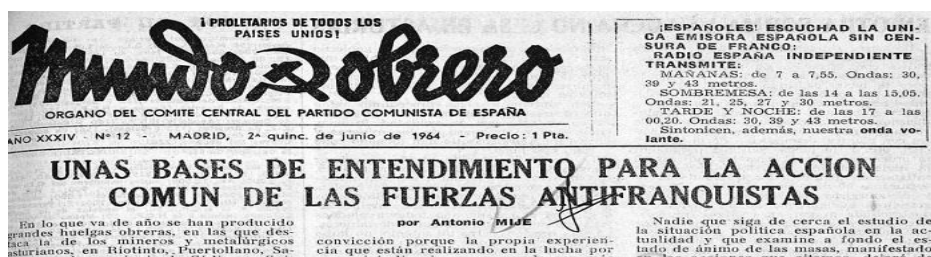 ¡ PROLETARIOS DE TODOS LOS
PAISES UNIOS!
mundo obrero
ORGANO DEL COMITE CENTRAL DEL PARTIDO COMUNISTA DE ESPAÑA
¡ESPAÑOLES! ESCUCHAD LA UNI-
CA EMISORA ESPAÑOLA SIN CEN-
SURA DE FRANCO:
RADIO ESPAÑA INDEPENDIENTE
TRANSMITE:
MAÑANAS: de 7 a 7,55. Ondas: 30,
39 y 43 metros.
SOMBREMESA: de las 14 a las 15,05.
Ondas: 21, 25, 27 y 30 metros.
TARDE Y NOCHE: de las 17 a las
00,20. Ondas: 30, 39 y 43 metros.
Sintonicen, además, nuestra onda vo-
lante.
AÑO XXXIV - Nº 12 - MADRID, 2ª quinc. de junio de 1964 - Precio : 1 Pta.
UNAS BASES DE ENTENDIMIENTO PARA LA ACCION
COMUN DE LAS FUERZAS ANTIFRANQUISTAS
En lo que va de año se han producido
grandes huelgas obreras, en las que des-
taca la de los mineros y metalúrgicos
asturianos, en Riotinto, Puertollano, Sa-
por Antonio MIJE
convicción porque la propia experien-
cia que están realizando en la lucha por
Nadie que siga de cerca el estudio de
la situación política española en la ac-
tualidad y que examine a fondo el es-
tado de ánimo de las masas, manifestado